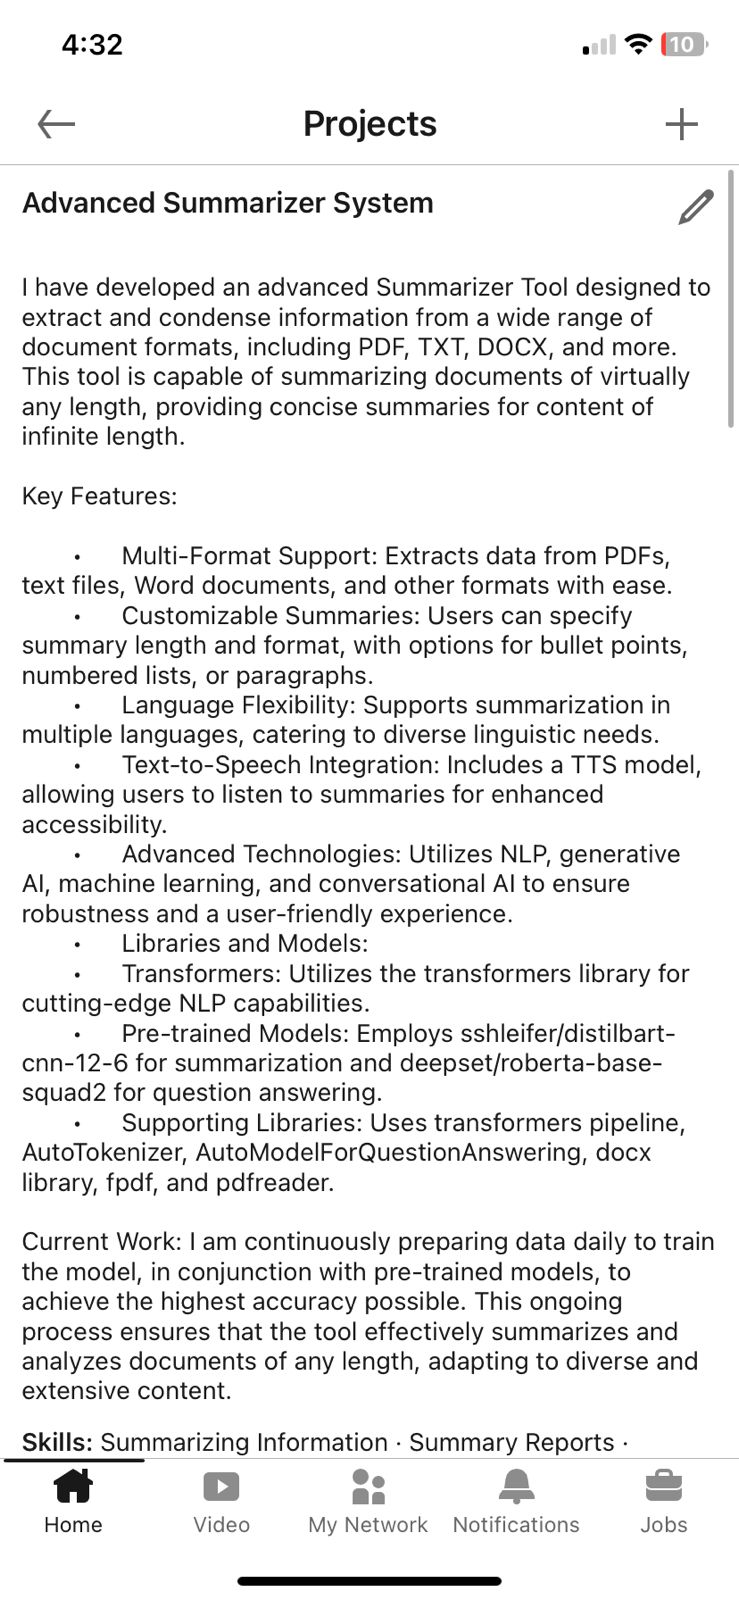 4:32
10
Projects
Advanced Summarizer System
I have developed an advanced Summarizer Tool designed to
extract and condense information from a wide range of
document formats, including PDF, TXT, DOCX, and more.
This tool is capable of summarizing documents of virtually
any length, providing concise summaries for content of
infinite length.
Key Features:
• Multi-Format Support: Extracts data from PDFs,
text files, Word documents, and other formats with ease.
• Customizable Summaries: Users can specify
summary length and format, with options for bullet points,
numbered lists, or paragraphs.
• Language Flexibility: Supports summarization in
multiple languages, catering to diverse linguistic needs.
• Text-to-Speech Integration: Includes a TTS model,
allowing users to listen to summaries for enhanced
accessibility.
• Advanced Technologies: Utilizes NLP, generative
AI, machine learning, and conversational AI to ensure
robustness and a user-friendly experience.
• Libraries and Models:
• Transformers: Utilizes the transformers library for
cutting-edge NLP capabilities.
• Pre-trained Models: Employs sshleifer/distilbart-
cnn-12-6 for summarization and deepset/roberta-base-
squad2 for question answering.
• Supporting Libraries: Uses transformers pipeline,
AutoTokenizer, AutoModelForQuestionAnswering, docx
library, fpdf, and pdfreader.
Current Work: I am continuously preparing data daily to train
the model, in conjunction with pre-trained models, to
achieve the highest accuracy possible. This ongoing
process ensures that the tool effectively summarizes and
analyzes documents of any length, adapting to diverse and
extensive content.
Skills: Summarizing Information · Summary Reports ·
Home Video My Network Notifications Jobs